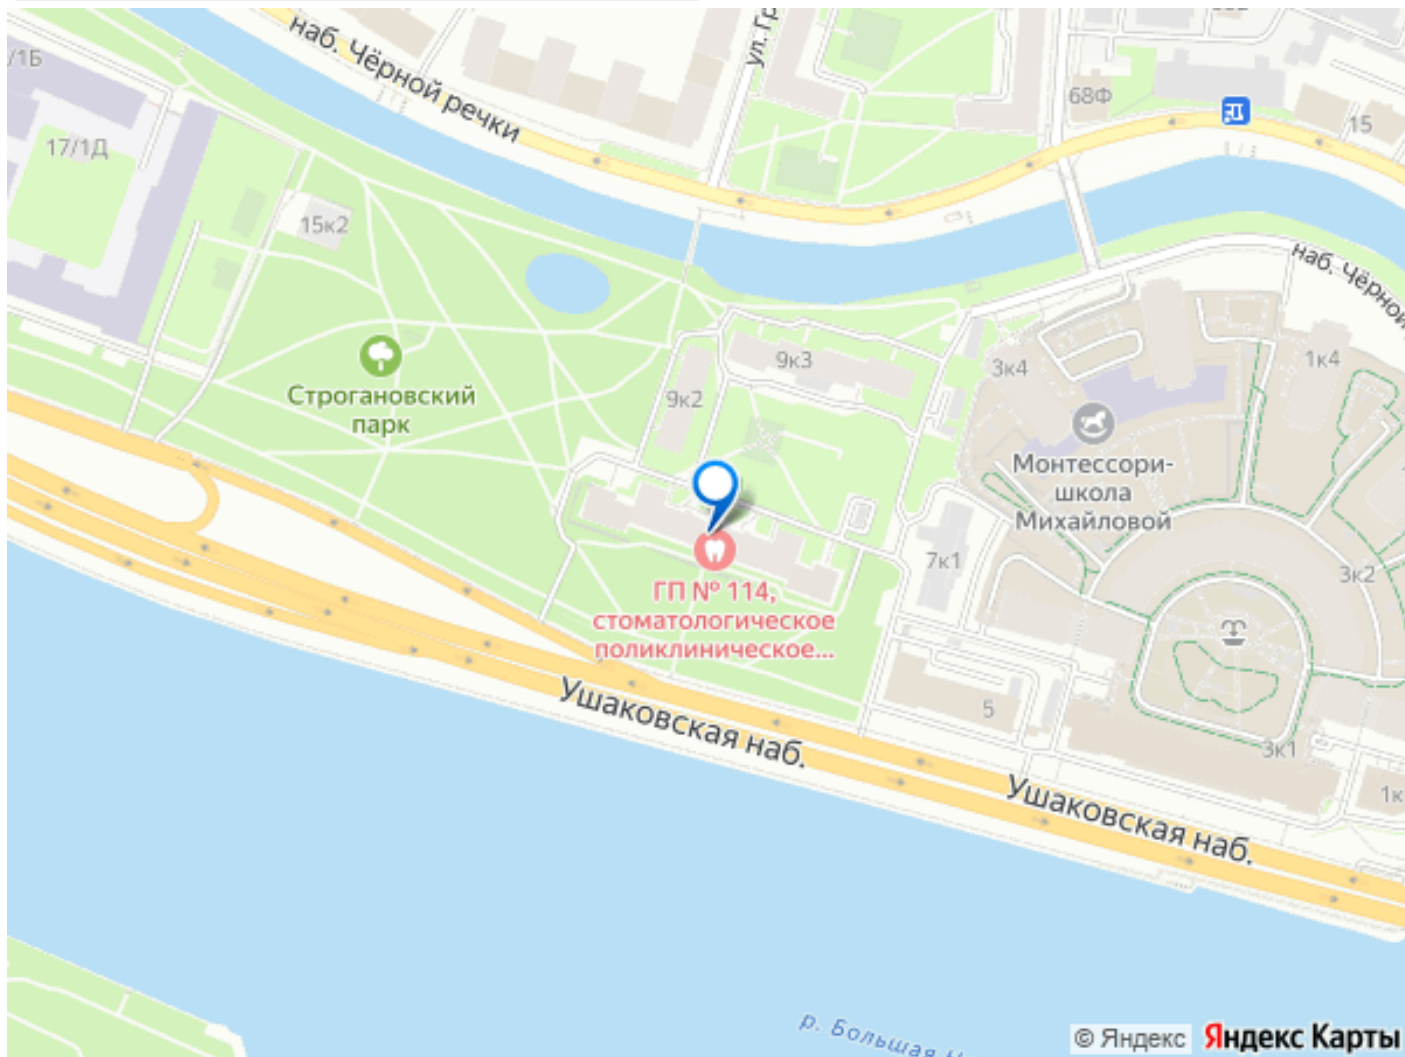 /1Б
наб. Чёрной речки
ул. Гр
68Ф
15
17/1Д
15к2
наб. Чёрной
Строгановский
парк
9к3
9к2
3к4
1к4
Монтессори-
школа
Михайловой
7к1
3к2
ГП № 114,
стоматологическое
поликлиническое...
5
3к1
1к
Ушаковская наб.
Ушаковская наб.
р. Большая Н
© Яндекс Яндекс Карты